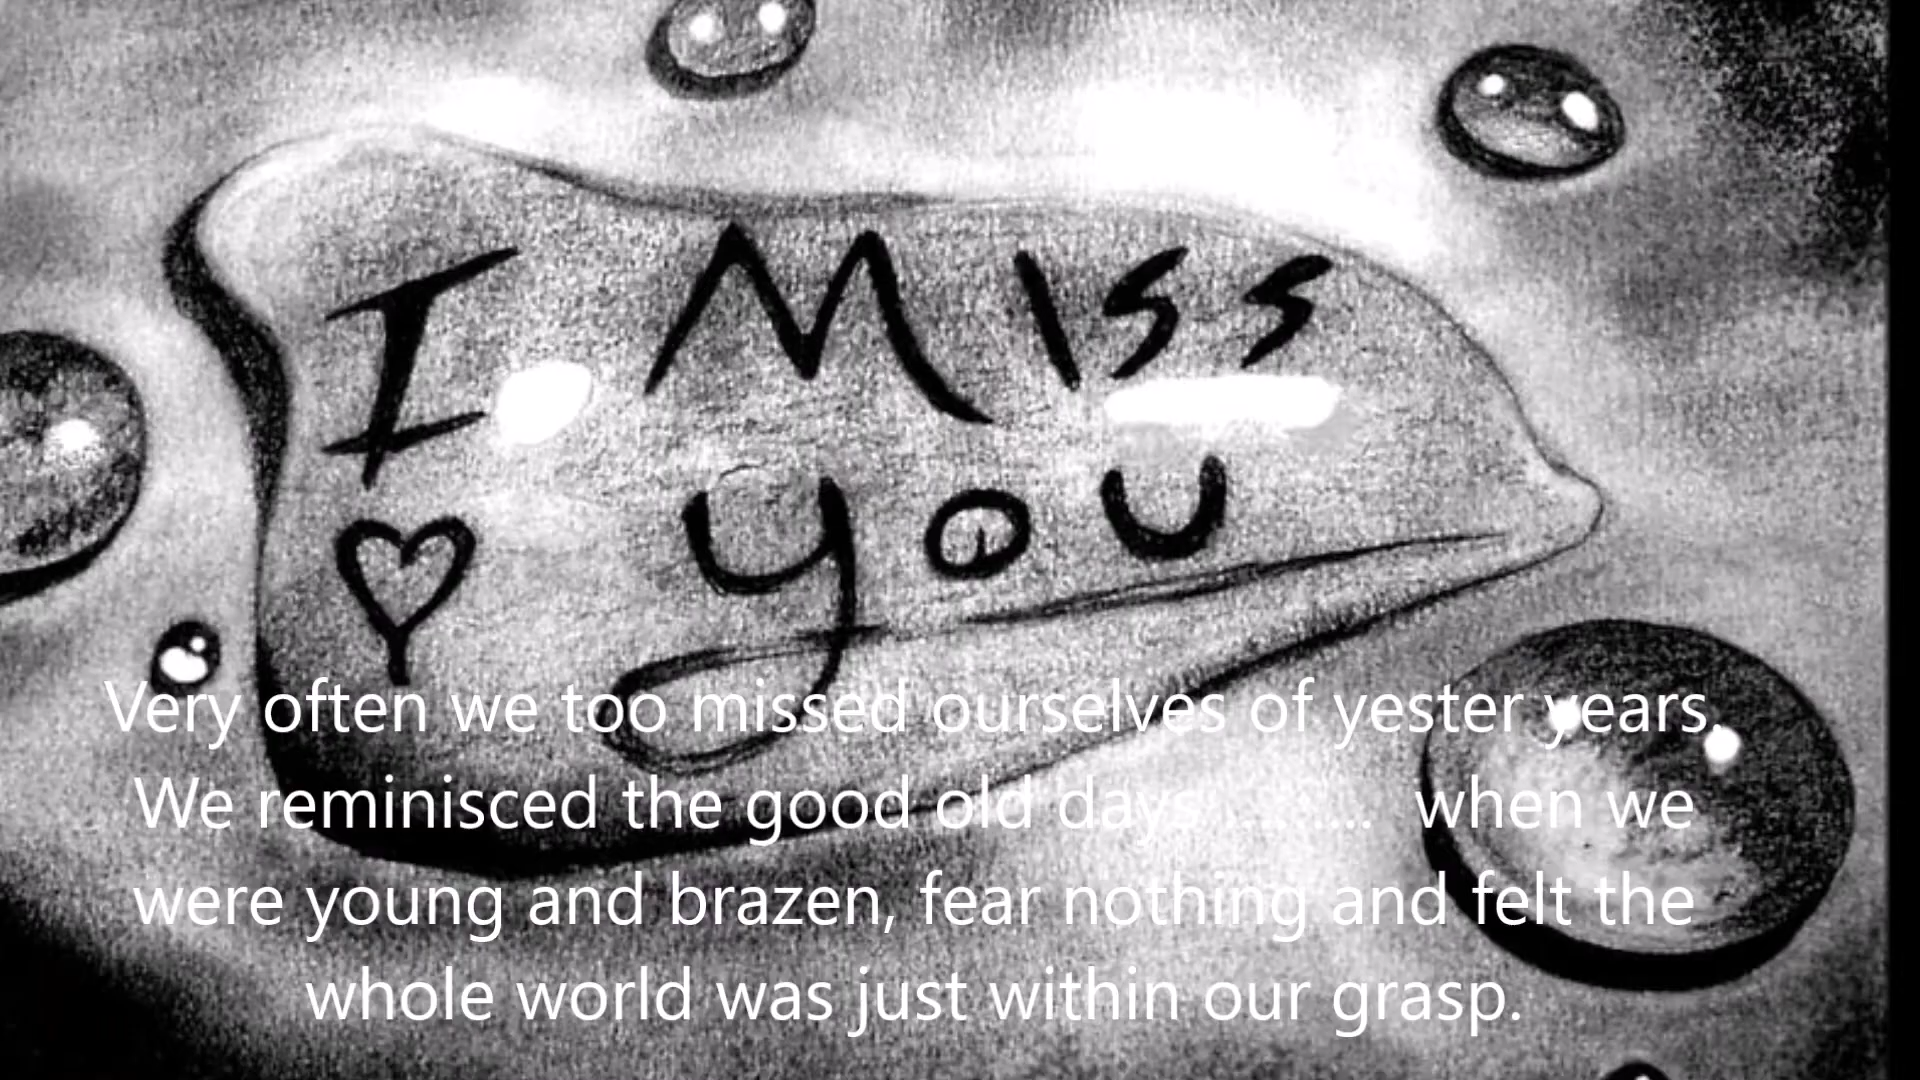 I Miss
you
Very often we too missed ourselves of yester years.
We reminisced the good old days.......... when we
were young and brazen, fear nothing and felt the
whole world was just within our grasp.